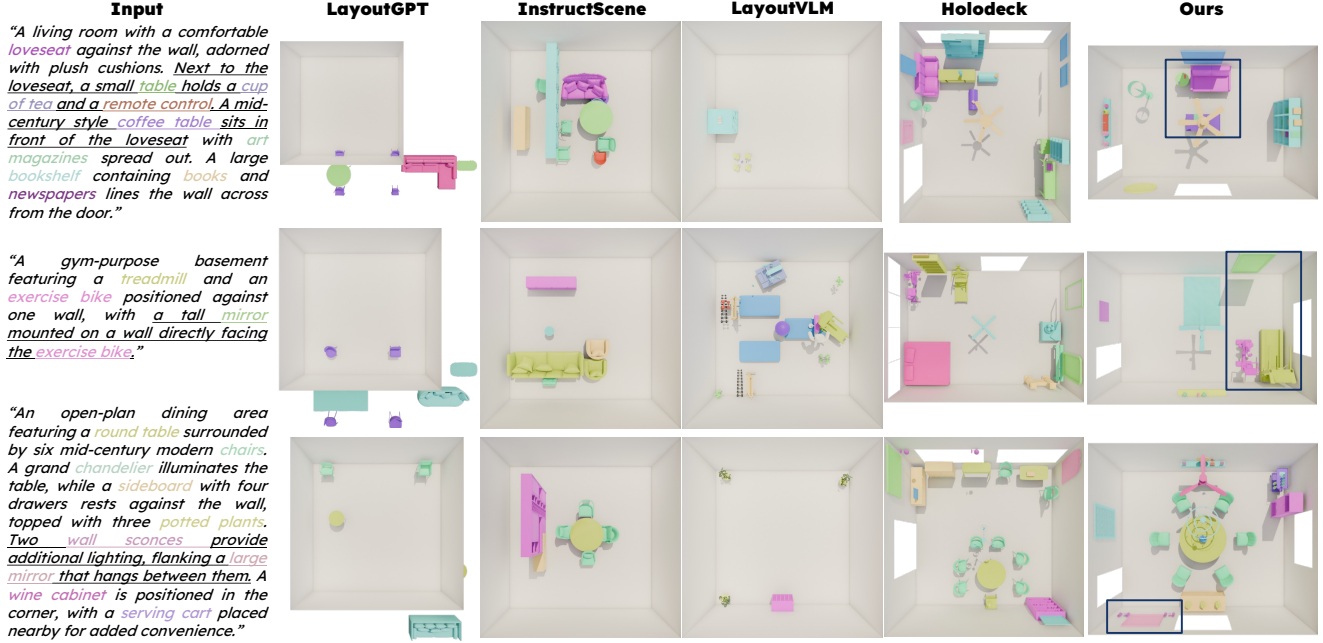 Input LayoutGPT InstructScene LayoutVLM Holodeck Ours
“A living room with a comfortable
loveseat against the wall, adorned
with plush cushions. Next to the
loveseat, a small table holds a cup
of tea and a remote control. A mid-
century style coffee table sits in
front of the loveseat with art
magazines spread out. A large
bookshelf containing books and
newspapers lines the wall across
from the door.”
“A gym-purpose basement
featuring a treadmill and an
exercise bike positioned against
one wall, with a tall mirror
mounted on a wall directly facing
the exercise bike.”
“An open-plan dining area
featuring a round table surrounded
by six mid-century modern chairs.
A grand chandelier illuminates the
table, while a sideboard with four
drawers rests against the wall,
topped with three potted plants.
Two wall sconces provide
additional lighting, flanking a large
mirror that hangs between them. A
wine cabinet is positioned in the
corner, with a serving cart placed
nearby for added convenience.”